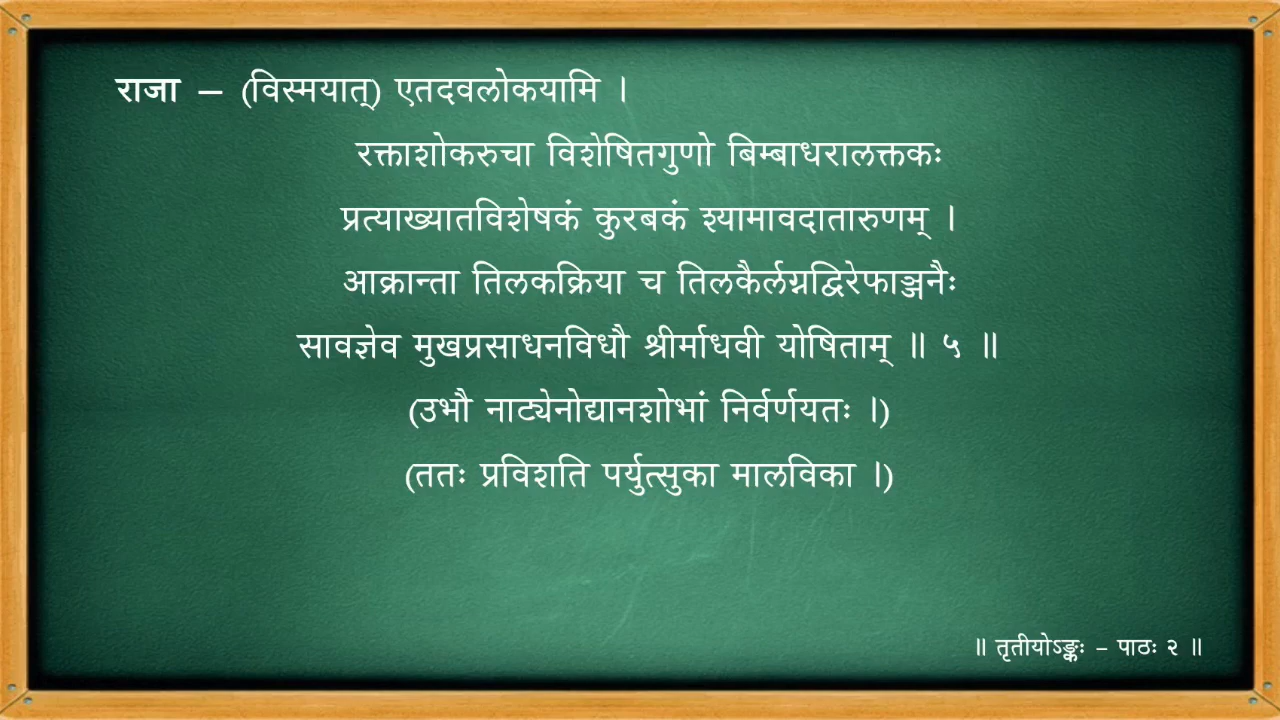 राजा – (विस्मयात्) एतदवलोकयामि ।
रक्ताशोकरुचा विशेषितगुणो बिम्बाधरालक्तकः
प्रत्याख्यातविशेषकं कुरबकं श्यामावदातारुणम् ।
आक्रान्ता तिलकक्रिया च तिलकैर्लग्नद्विरेफाञ्जनैः
सावज्ञेव मुखप्रसाधनविधौ श्रीर्माधवी योषिताम् ॥ ५ ॥
(उभौ नाट्येनोद्यानशोभां निर्वर्णयतः ।)
(ततः प्रविशति पर्युत्सुका मालविका ।)
॥ तृतीयोऽङ्कः – पाठः २ ॥